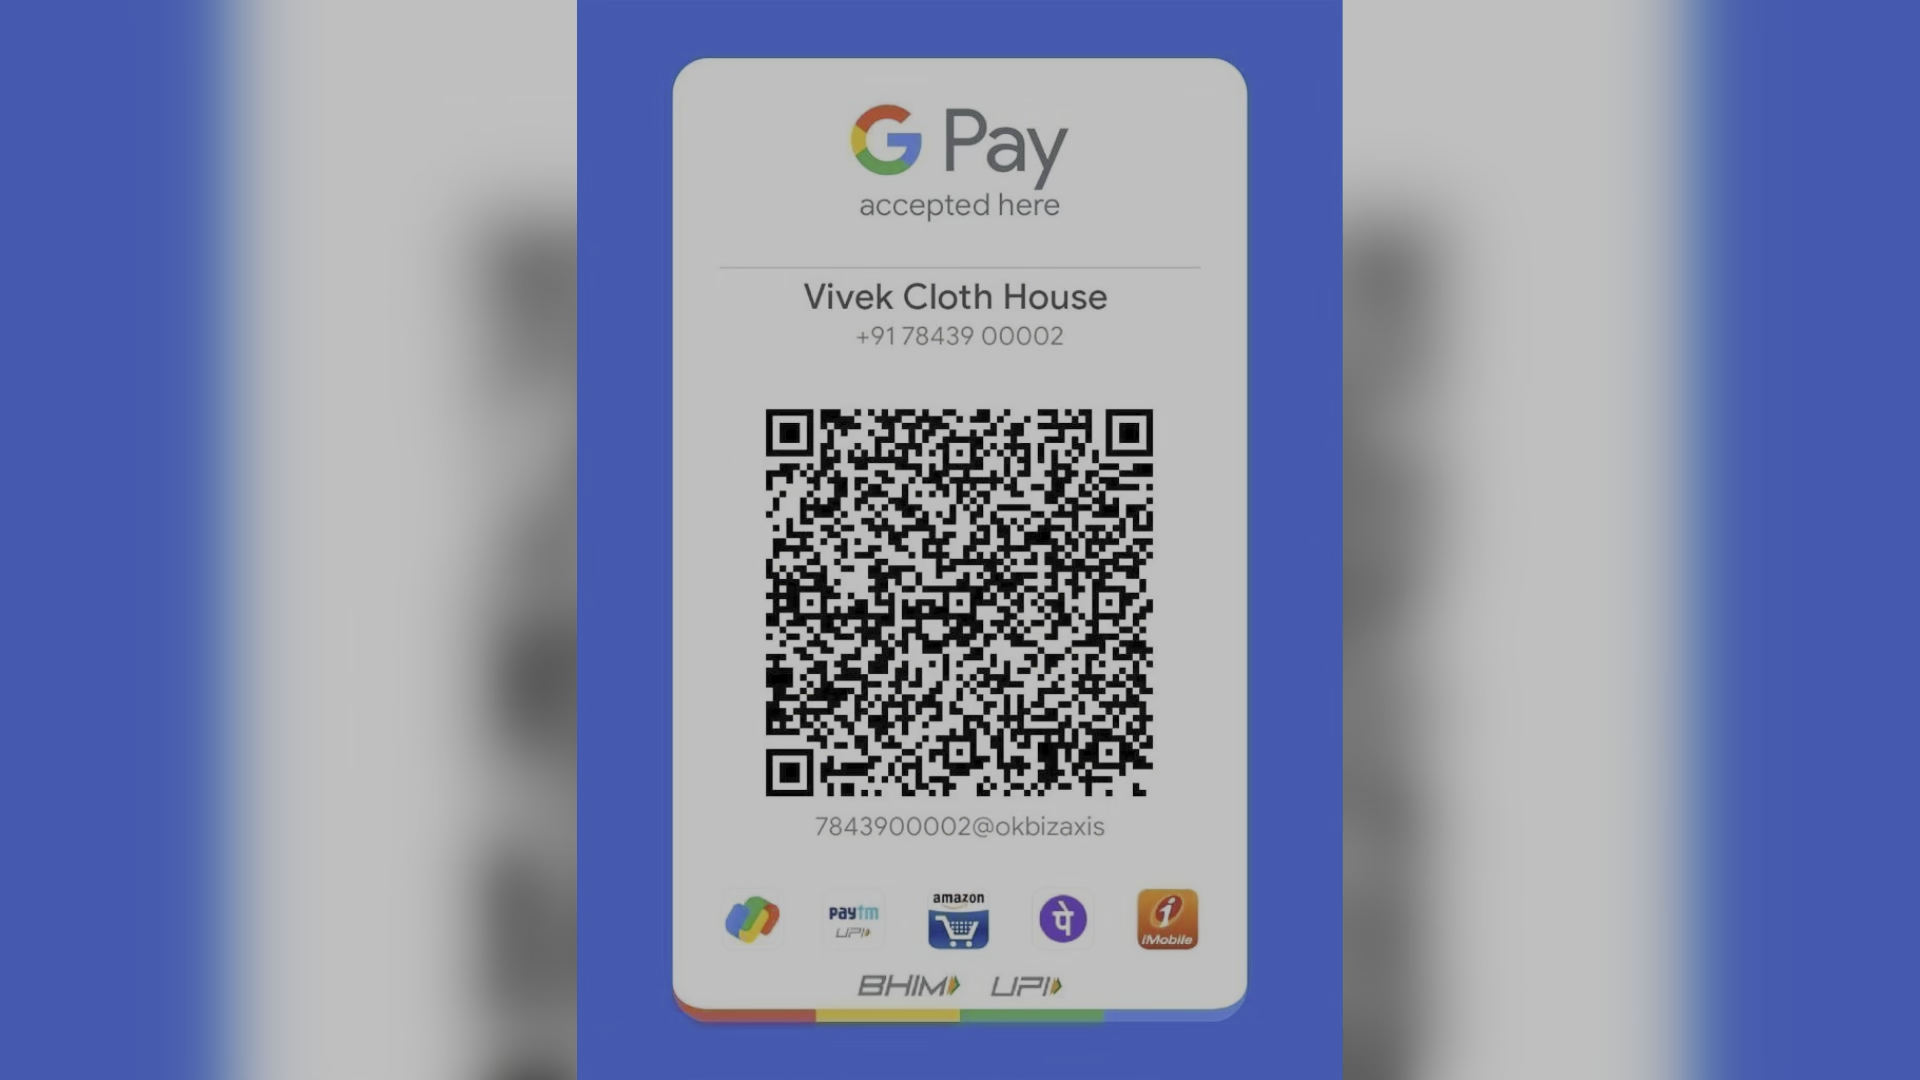 G Pay
accepted here
Vivek Cloth House
+91 78439 00002
7843900002@okbizaxis
paytm
UPI
amazon
पे
i
iMobile
BHIM UPI